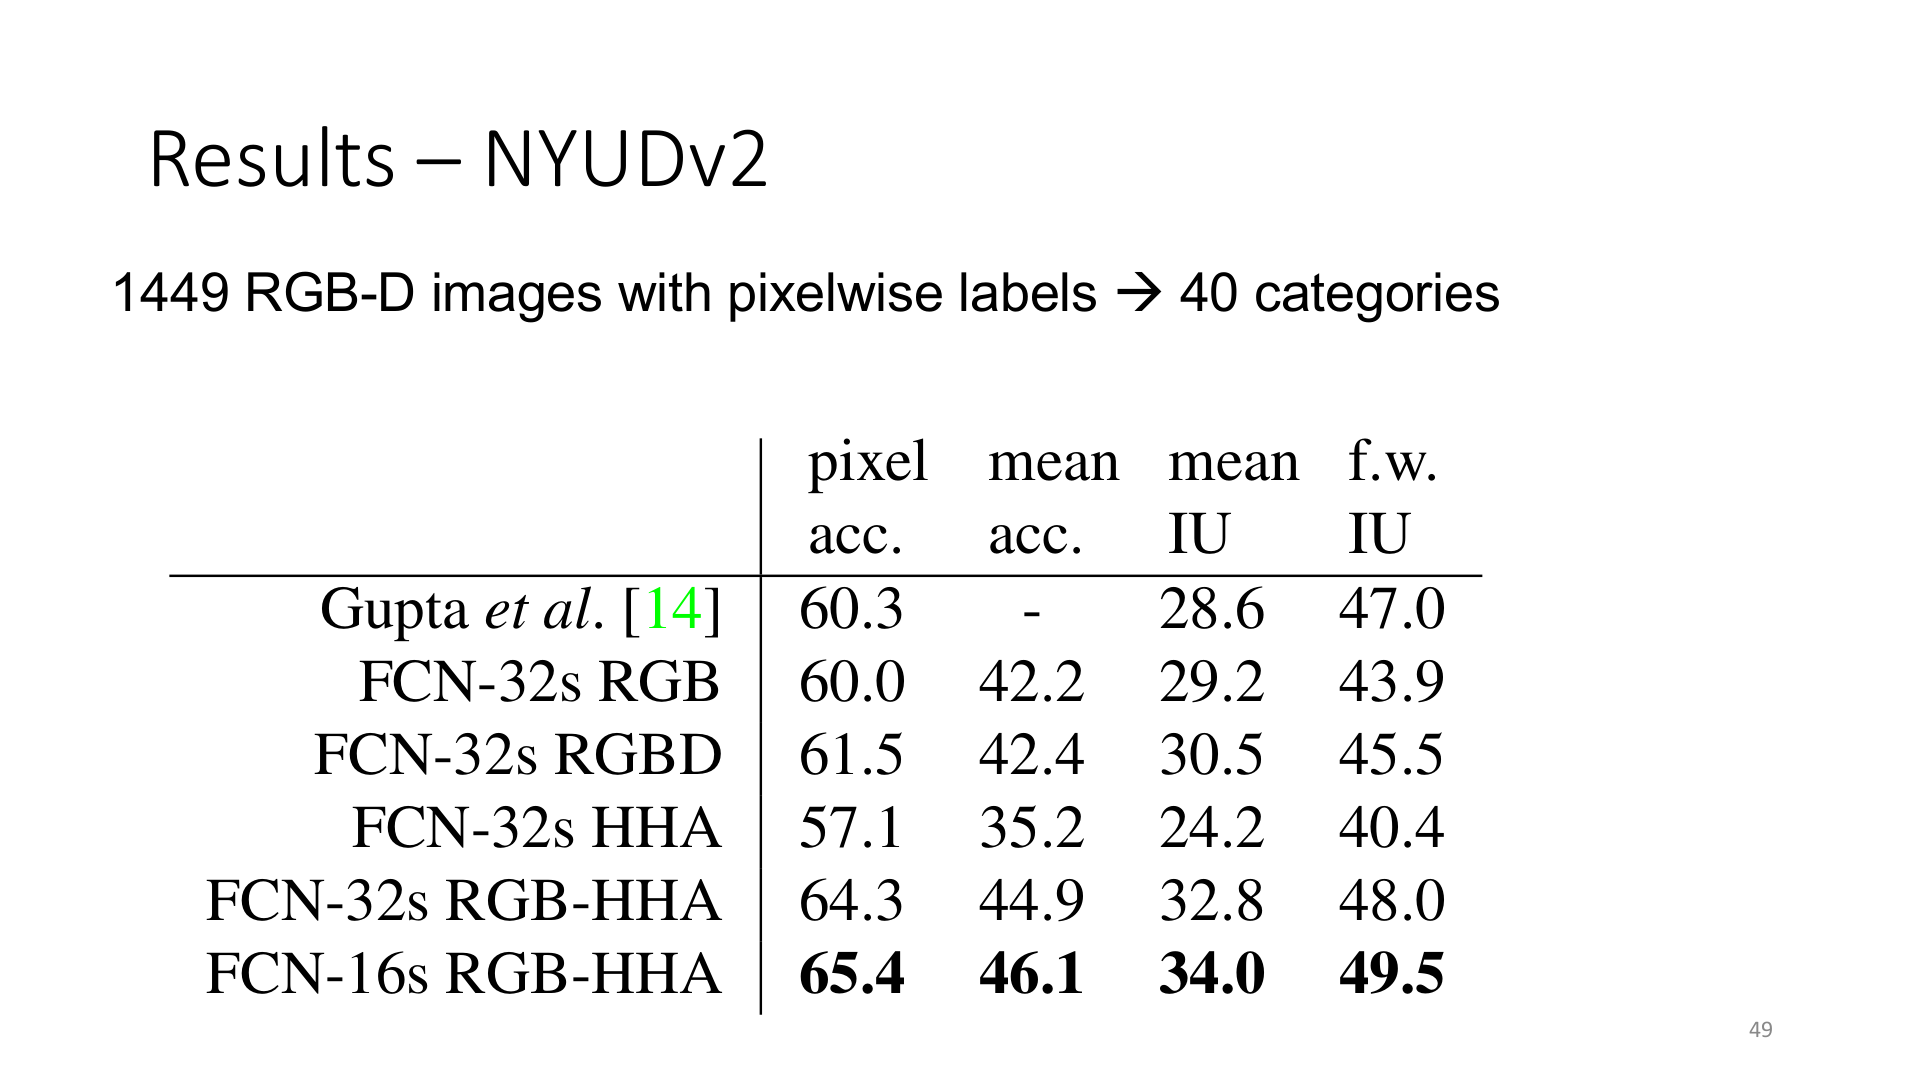 Results – NYUDv2
1449 RGB-D images with pixelwise labels → 40 categories
pixel mean mean f.w.
acc. acc. IU IU
Gupta et al. [14] 60.3 - 28.6 47.0
FCN-32s RGB 60.0 42.2 29.2 43.9
FCN-32s RGBD 61.5 42.4 30.5 45.5
FCN-32s HHA 57.1 35.2 24.2 40.4
FCN-32s RGB-HHA 64.3 44.9 32.8 48.0
FCN-16s RGB-HHA 65.4 46.1 34.0 49.5
49